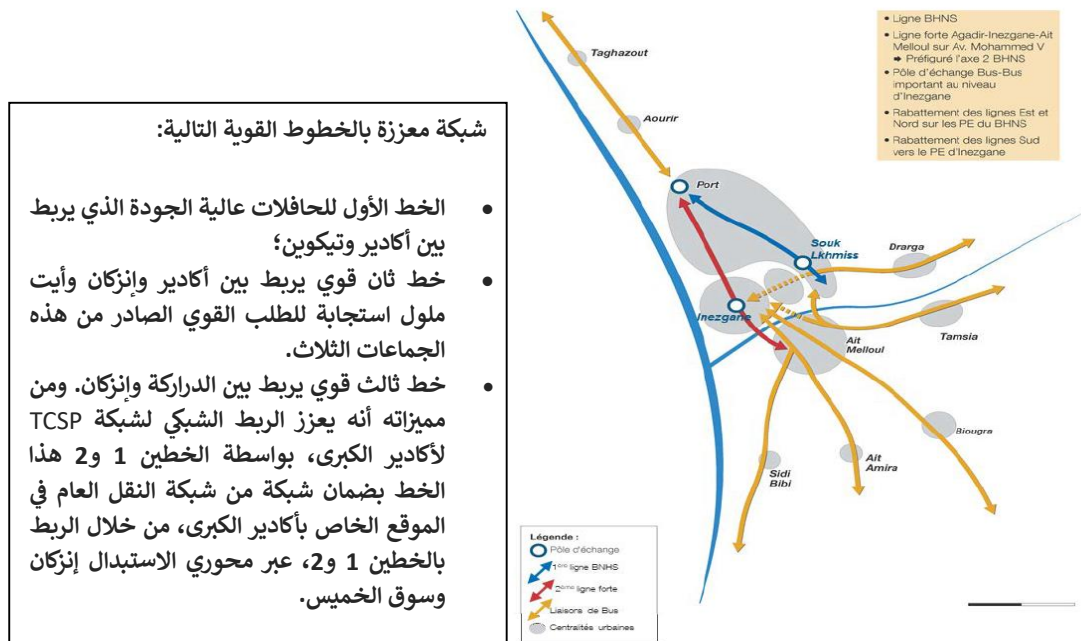 شبكة معززة بالخطوط القوية التالية:
• الخط الأول للحافلات عالية الجودة الذي يربط
بين أكادير وتيكوين؛
• خط ثان قوي يربط بين أكادير وإنزكان وأيت
ملول استجابة للطلب القوي الصادر من هذه
الجماعات الثلاث.
• خط ثالث قوي يربط بين الدراركة وإنزكان. ومن
مميزاته أنه يعزز الربط الشبكي لشبكة TCSP
لأكادير الكبرى، بواسطة الخطين 1 و2 هذا
الخط بضمان شبكة من شبكة النقل العام في
الموقع الخاص بأكادير الكبرى، من خلال الربط
بالخطين 1 و2، عبر محوري الاستبدال إنزكان
وسوق الخميس.
• Ligne BHNS
• Ligne forte Agadir-Inezgane-Ait
Melloul sur Av. Mohammed V
➡ Préfiguré l'axe 2 BHNS
• Pôle d'échange Bus-Bus
important au niveau
d'Inezgane
• Rabattement des lignes Est et
Nord sur les PE du BHNS
• Rabattement des lignes Sud
vers le PE d'Inezgane
Taghazout
Aourir
Port
Souk
Lkhmiss
Drarga
Inezgane
Ait
Melloul
Tamsia
Biougra
Ait
Amira
Sidi
Bibi
Légende :
Pôle d'échange
1ère ligne BNHS
2ème ligne forte
Liaisons de Bus
Centralités urbaines